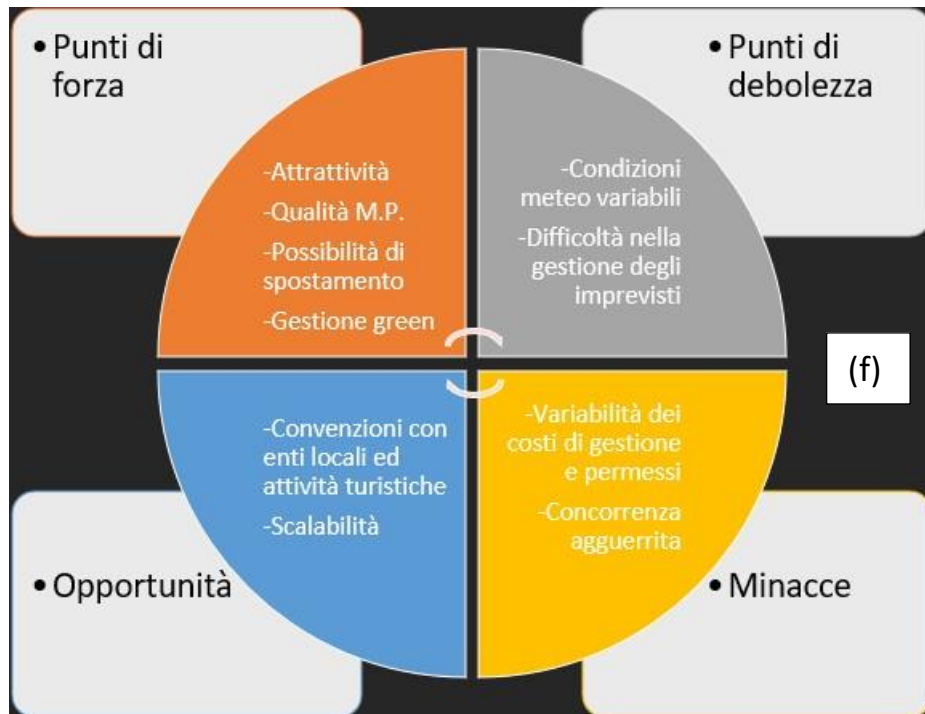 •Punti di
forza
-Attrattività
-Qualità M.P.
-Possibilità di
spostamento
-Gestione green
•Punti di
debolezza
-Condizioni
meteo variabili
-Difficoltà nella
gestione degli
imprevisti
(f)
-Convenzioni con
enti locali ed
attività turistiche
-Scalabilità
•Opportunità
-Variabilità dei
costi di gestione
e permessi
-Concorrenza
agguerrita
•Minacce